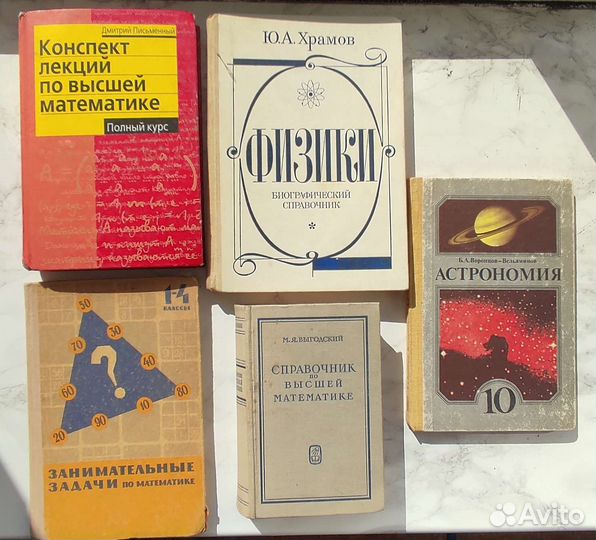 Дмитрий Письменный
Конспект
лекций
по высшей
математике
Полный курс
Ю.А.Храмов
ФИЗИКИ
БИОГРАФИЧЕСКИЙ
СПРАВОЧНИК
Б.А.Воронцов-Вельяминов
АСТРОНОМИЯ
10
1-4
КЛАССЫ
50
70
30
?
60
40
20
90
10
80
ЗАНИМАТЕЛЬНЫЕ
ЗАДАЧИ ПО МАТЕМАТИКЕ
М.Я.ВЫГОДСКИЙ
СПРАВОЧНИК
ПО
ВЫСШЕЙ
МАТЕМАТИКЕ
Avito